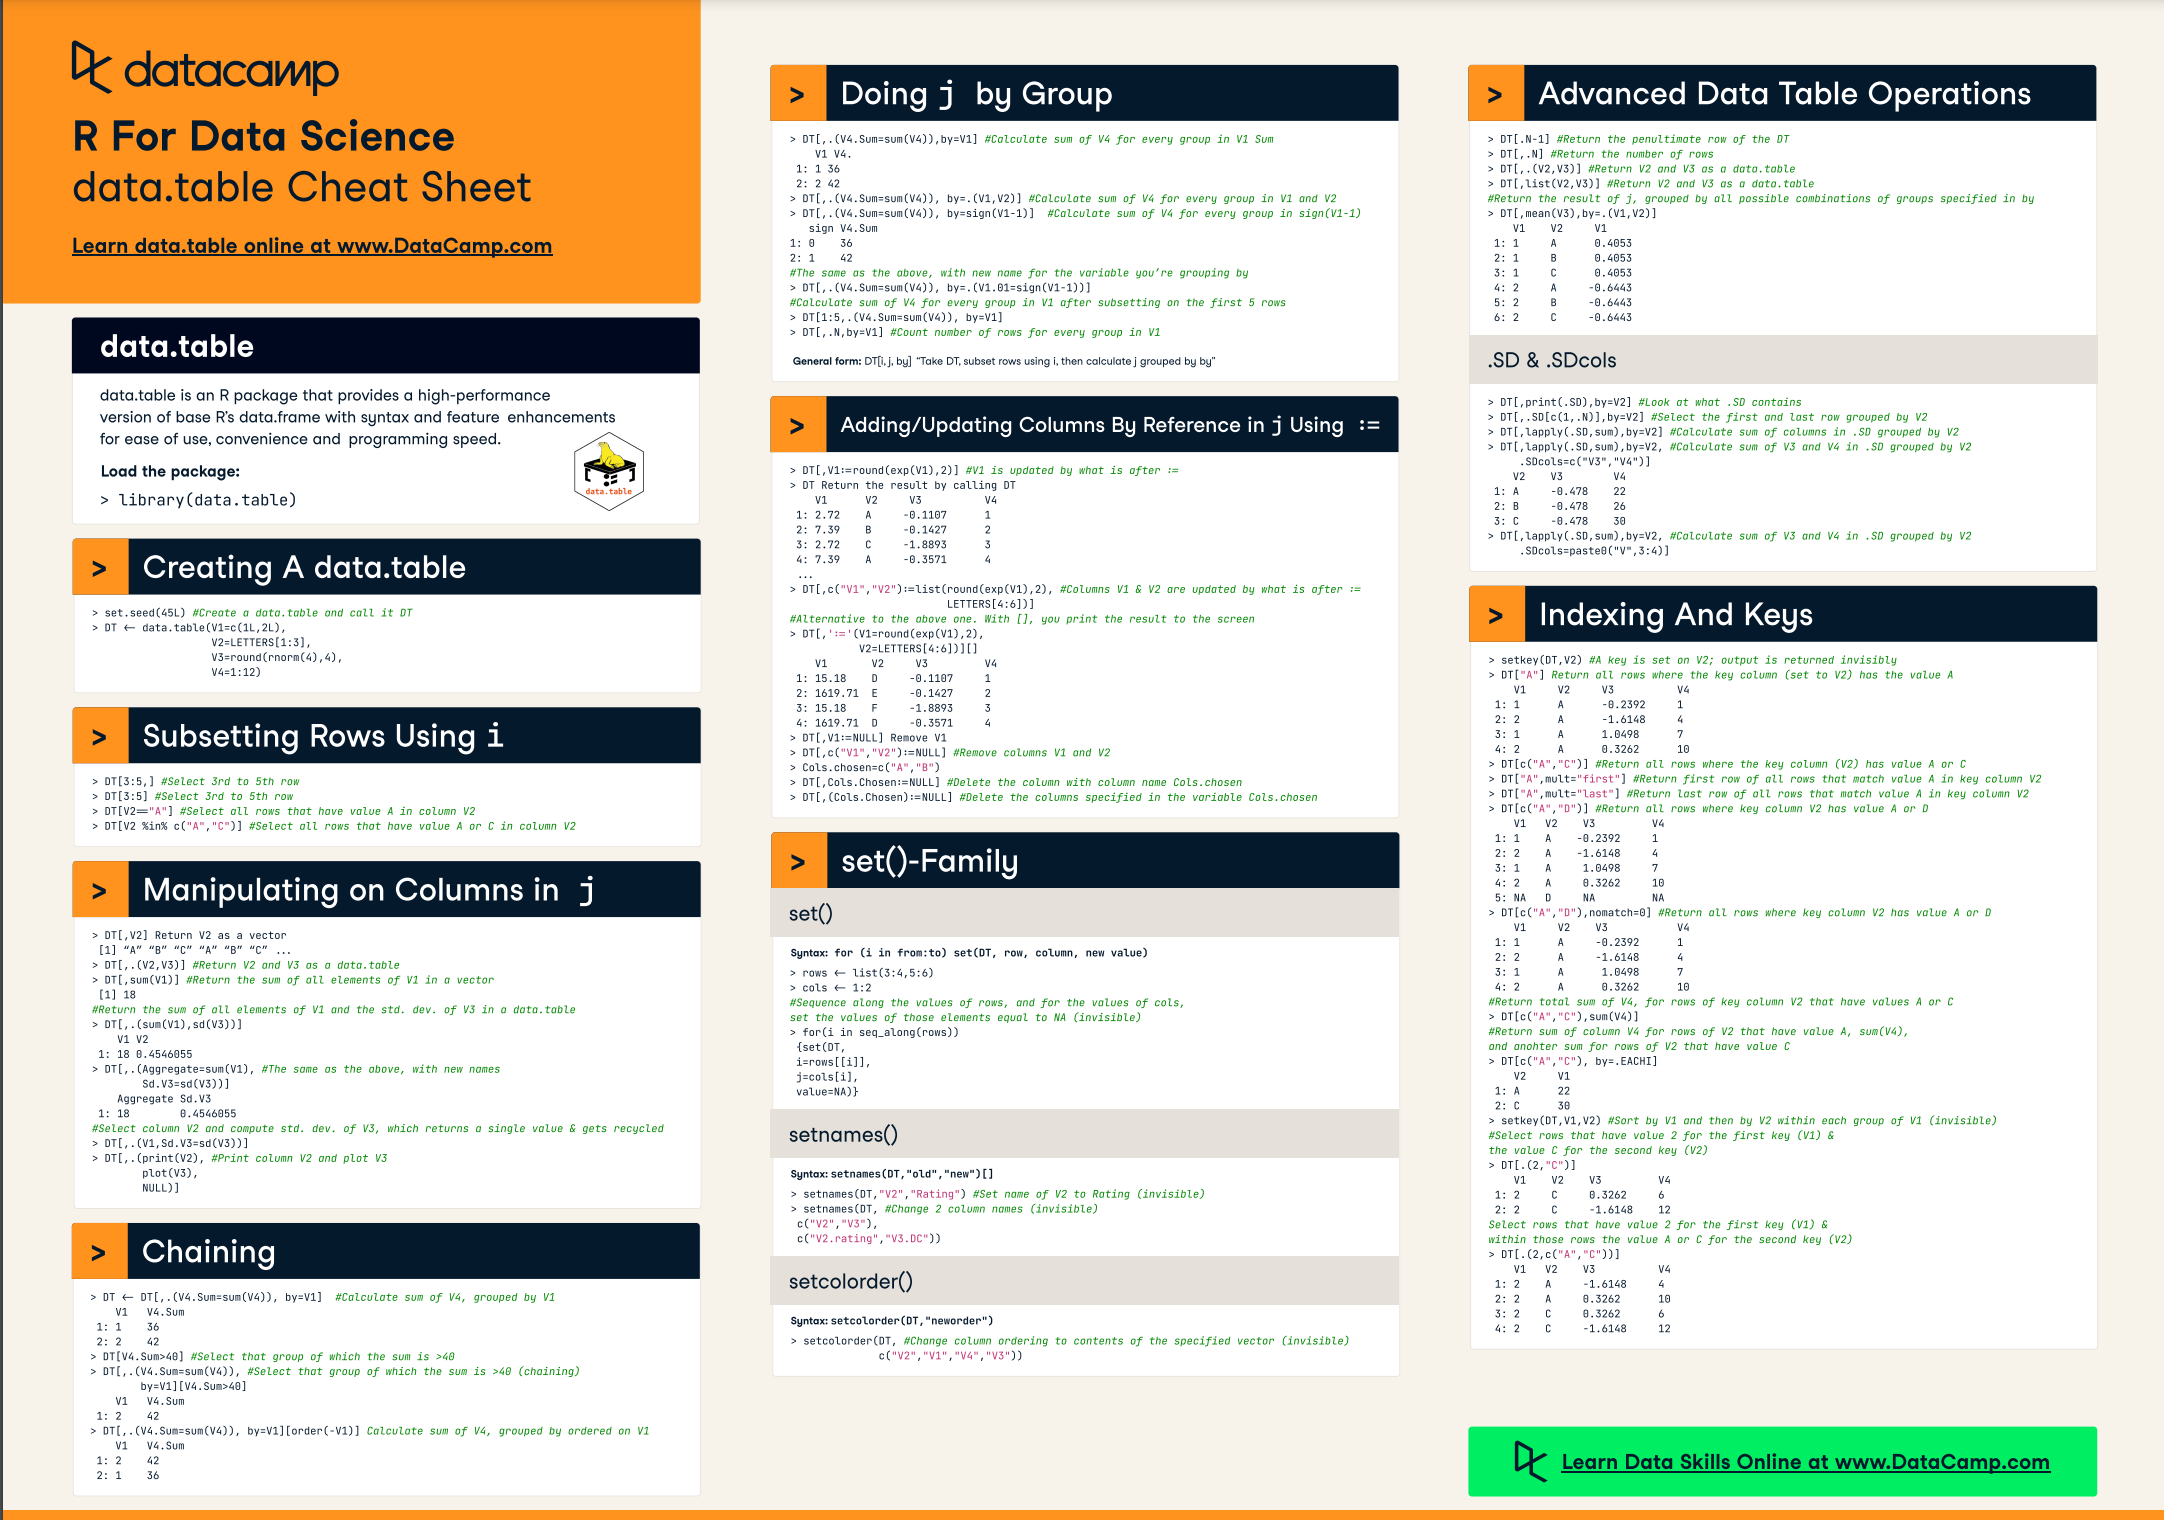 datacamp
R For Data Science
data.table Cheat Sheet
Learn data.table online at www.DataCamp.com
data.table
data.table is an R package that provides a high-performance
version of base R's data.frame with syntax and feature enhancements
for ease of use, convenience and programming speed.
Load the package:
> library(data.table)
data.table
> Creating A data.table
> set.seed(45L) #Create a data.table and call it DT
> DT <- data.table(V1=c(1L,2L),
V2=LETTERS[1:3],
V3=round(rnorm(4),4),
V4=1:12)
> Subsetting Rows Using i
> DT[3:5,] #Select 3rd to 5th row
> DT[3:5] #Select 3rd to 5th row
> DT[V2=="A"] #Select all rows that have value A in column V2
> DT[V2 %in% c("A","C")] #Select all rows that have value A or C in column V2
> Manipulating on Columns in j
> DT[,V2] Return V2 as a vector
[1] “A” “B” “C” “A” “B” “C” ...
> DT[,.(V2,V3)] #Return V2 and V3 as a data.table
> DT[,sum(V1)] #Return the sum of all elements of V1 in a vector
[1] 18
#Return the sum of all elements of V1 and the std. dev. of V3 in a data.table
> DT[,.(sum(V1),sd(V3))]
V1 V2
1: 18 0.4546055
> DT[,.(Aggregate=sum(V1), #The same as the above, with new names
Sd.V3=sd(V3))]
Aggregate Sd.V3
1: 18 0.4546055
#Select column V2 and compute std. dev. of V3, which returns a single value & gets recycled
> DT[,.(V1,Sd.V3=sd(V3))]
> DT[,.(print(V2), #Print column V2 and plot V3
plot(V3),
NULL)]
> Chaining
> DT <- DT[,.(V4.Sum=sum(V4)), by=V1] #Calculate sum of V4, grouped by V1
V1 V4.Sum
1: 1 36
2: 2 42
> DT[V4.Sum>40] #Select that group of which the sum is >40
> DT[,.(V4.Sum=sum(V4)), #Select that group of which the sum is >40 (chaining)
by=V1][V4.Sum>40]
V1 V4.Sum
1: 2 42
> DT[,.(V4.Sum=sum(V4)), by=V1][order(-V1)] Calculate sum of V4, grouped by ordered on V1
V1 V4.Sum
1: 2 42
2: 1 36
> Doing j by Group
> DT[,.(V4.Sum=sum(V4)),by=V1] #Calculate sum of V4 for every group in V1 Sum
V1 V4.
1: 1 36
2: 2 42
> DT[,.(V4.Sum=sum(V4)), by=.(V1,V2)] #Calculate sum of V4 for every group in V1 and V2
> DT[,.(V4.Sum=sum(V4)), by=sign(V1-1)] #Calculate sum of V4 for every group in sign(V1-1)
sign V4.Sum
1: 0 36
2: 1 42
#The same as the above, with new name for the variable you’re grouping by
> DT[,.(V4.Sum=sum(V4)), by=.(V1.01=sign(V1-1))]
#Calculate sum of V4 for every group in V1 after subsetting on the first 5 rows
> DT[1:5,.(V4.Sum=sum(V4)), by=V1]
> DT[,.N,by=V1] #Count number of rows for every group in V1
General form: DT[i, j, by] “Take DT, subset rows using i, then calculate j grouped by by”
> Adding/Updating Columns By Reference in j Using :=
> DT[,V1:=round(exp(V1),2)] #V1 is updated by what is after :=
> DT Return the result by calling DT
V1 V2 V3 V4
1: 2.72 A -0.1107 1
2: 7.39 B -0.1427 2
3: 2.72 C -1.8893 3
4: 7.39 A -0.3571 4
...
> DT[,c("V1","V2"):=list(round(exp(V1),2), #Columns V1 & V2 are updated by what is after :=
LETTERS[4:6])]
#Alternative to the above one. With [], you print the result to the screen
> DT[,':='(V1=round(exp(V1),2),
V2=LETTERS[4:6])][]
V1 V2 V3 V4
1: 15.18 D -0.1107 1
2: 1619.71 E -0.1427 2
3: 15.18 F -1.8893 3
4: 1619.71 D -0.3571 4
> DT[,V1:=NULL] Remove V1
> DT[,c("V1","V2"):=NULL] #Remove columns V1 and V2
> Cols.chosen=c("A","B")
> DT[,Cols.Chosen:=NULL] #Delete the column with column name Cols.chosen
> DT[,(Cols.Chosen):=NULL] #Delete the columns specified in the variable Cols.chosen
> set()-Family
set()
Syntax: for (i in from:to) set(DT, row, column, new value)
> rows <- list(3:4,5:6)
> cols <- 1:2
#Sequence along the values of rows, and for the values of cols,
set the values of those elements equal to NA (invisible)
> for(i in seq_along(rows))
{set(DT,
i=rows[[i]],
j=cols[i],
value=NA)}
setnames()
Syntax: setnames(DT,"old","new")[]
> setnames(DT,"V2","Rating") #Set name of V2 to Rating (invisible)
> setnames(DT, #Change 2 column names (invisible)
c("V2","V3"),
c("V2.rating","V3.DC"))
setcolorder()
Syntax: setcolorder(DT,"neworder")
> setcolorder(DT, #Change column ordering to contents of the specified vector (invisible)
c("V2","V1","V4","V3"))
> Advanced Data Table Operations
> DT[.N-1] #Return the penultimate row of the DT
> DT[,.N] #Return the number of rows
> DT[,.(V2,V3)] #Return V2 and V3 as a data.table
> DT[,list(V2,V3)] #Return V2 and V3 as a data.table
#Return the result of j, grouped by all possible combinations of groups specified in by
> DT[,mean(V3),by=.(V1,V2)]
V1 V2 V1
1: 1 A 0.4053
2: 1 B 0.4053
3: 1 C 0.4053
4: 2 A -0.6443
5: 2 B -0.6443
6: 2 C -0.6443
.SD & .SDcols
> DT[,print(.SD),by=V2] #Look at what .SD contains
> DT[,.SD[c(1,.N)],by=V2] #Select the first and last row grouped by V2
> DT[,lapply(.SD,sum),by=V2] #Calculate sum of columns in .SD grouped by V2
> DT[,lapply(.SD,sum),by=V2, #Calculate sum of V3 and V4 in .SD grouped by V2
.SDcols=c("V3","V4")]
V2 V3 V4
1: A -0.478 22
2: B -0.478 26
3: C -0.478 30
> DT[,lapply(.SD,sum),by=V2, #Calculate sum of V3 and V4 in .SD grouped by V2
.SDcols=paste0("V",3:4)]
> Indexing And Keys
> setkey(DT,V2) #A key is set on V2; output is returned invisibly
> DT["A"] Return all rows where the key column (set to V2) has the value A
V1 V2 V3 V4
1: 1 A -0.2392 1
2: 2 A -1.6148 4
3: 1 A 1.0498 7
4: 2 A 0.3262 10
> DT[c("A","C")] #Return all rows where the key column (V2) has value A or C
> DT["A",mult="first"] #Return first row of all rows that match value A in key column V2
> DT["A",mult="last"] #Return last row of all rows that match value A in key column V2
> DT[c("A","D")] #Return all rows where key column V2 has value A or D
V1 V2 V3 V4
1: 1 A -0.2392 1
2: 2 A -1.6148 4
3: 1 A 1.0498 7
4: 2 A 0.3262 10
5: NA D NA NA
> DT[c("A","D"),nomatch=0] #Return all rows where key column V2 has value A or D
V1 V2 V3 V4
1: 1 A -0.2392 1
2: 2 A -1.6148 4
3: 1 A 1.0498 7
4: 2 A 0.3262 10
#Return total sum of V4, for rows of key column V2 that have values A or C
> DT[c("A","C"),sum(V4)]
#Return sum of column V4 for rows of V2 that have value A, sum(V4),
and anohter sum for rows of V2 that have value C
> DT[c("A","C"), by=.EACHI]
V2 V1
1: A 22
2: C 30
> setkey(DT,V1,V2) #Sort by V1 and then by V2 within each group of V1 (invisible)
#Select rows that have value 2 for the first key (V1) &
the value C for the second key (V2)
> DT[.(2,"C")]
V1 V2 V3 V4
1: 2 C 0.3262 6
2: 2 C -1.6148 12
Select rows that have value 2 for the first key (V1) &
within those rows the value A or C for the second key (V2)
> DT[.(2,c("A","C"))]
V1 V2 V3 V4
1: 2 A -1.6148 4
2: 2 A 0.3262 10
3: 2 C 0.3262 6
4: 2 C -1.6148 12
Learn Data Skills Online at www.DataCamp.com